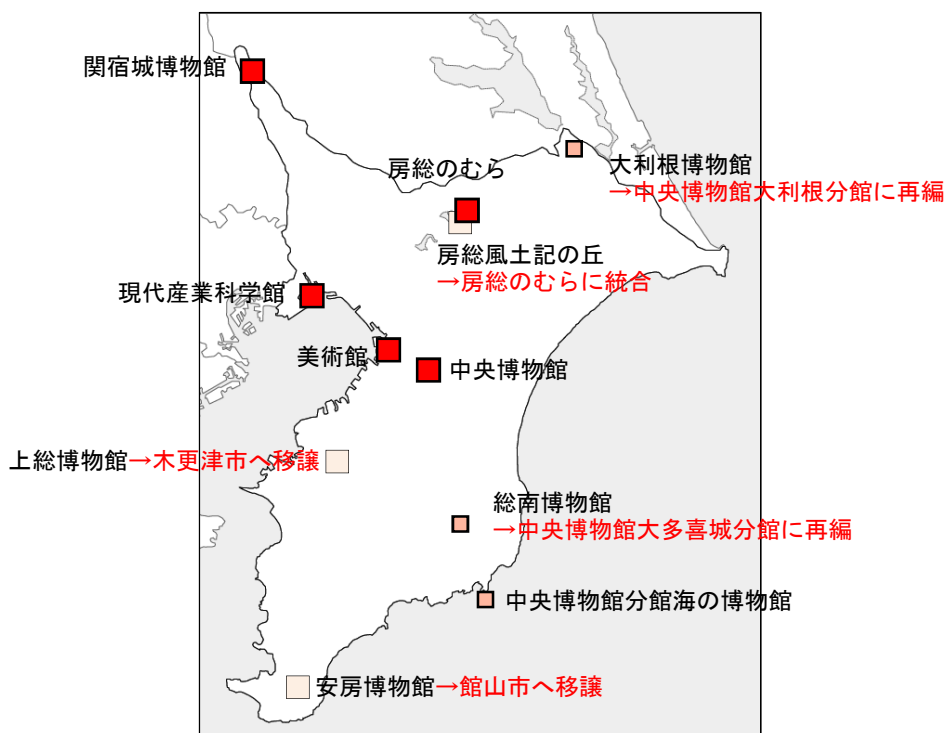 関宿城博物館
房総のむら
大利根博物館
→中央博物館大利根分館に再編
房総風土記の丘
→房総のむらに統合
現代産業科学館
美術館
中央博物館
上総博物館→木更津市へ移譲
総南博物館
→中央博物館大多喜城分館に再編
中央博物館分館海の博物館
安房博物館→館山市へ移譲